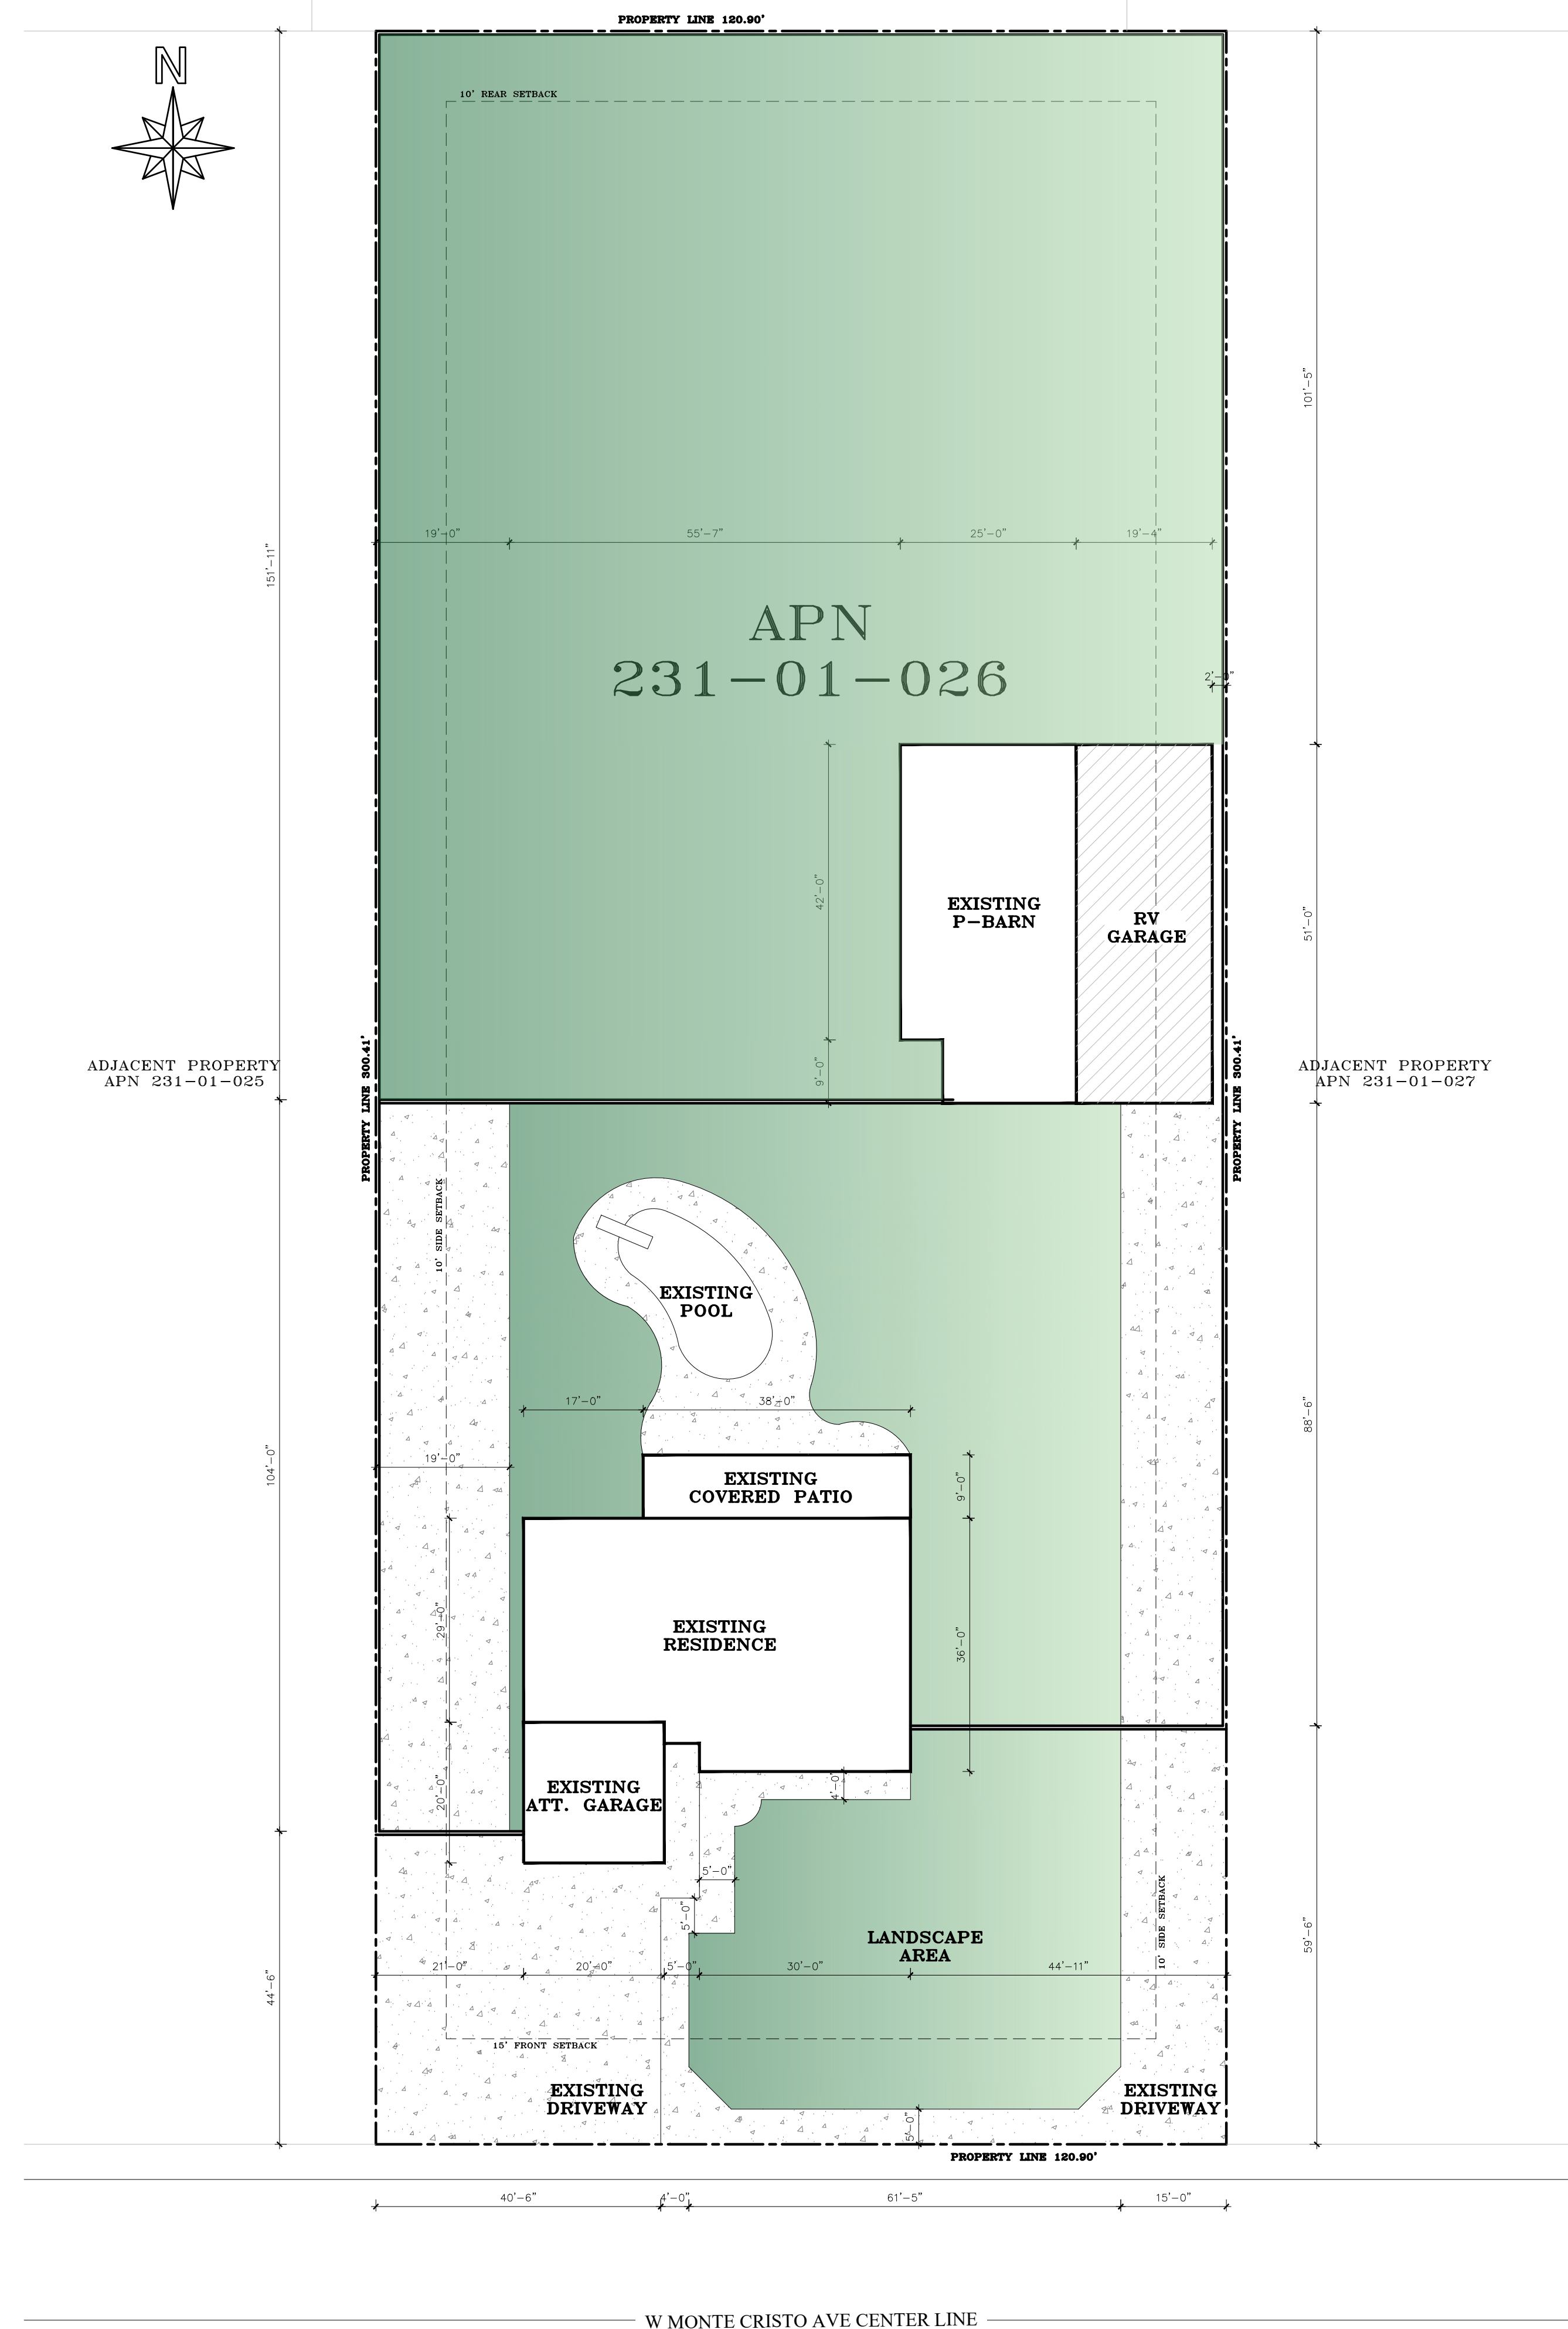 PROPERTY LINE 120.90'
N
10' REAR SETBACK
101'-5"
19'-0"
55'-7"
25'-0"
19'-4"
151'-11"
APN
231-01-026
2'-0"
42'-0"
EXISTING
P-BARN
RV
GARAGE
51'-0"
9'-0"
ADJACENT PROPERTY
APN 231-01-025
PROPERTY LINE 300.41'
PROPERTY LINE 300.41'
ADJACENT PROPERTY
APN 231-01-027
10' SIDE SETBACK
EXISTING
POOL
17'-0"
38'-0"
88'-6"
104'-0"
19'-0"
EXISTING
COVERED PATIO
9'-0"
29'-0"
EXISTING
RESIDENCE
36'-0"
20'-0"
EXISTING
ATT. GARAGE
4'-0"
5'-0"
5'-0"
LANDSCAPE
AREA
10' SIDE SETBACK
59'-6"
44'-6"
21'-0"
20'-0"
5'-0"
30'-0"
44'-11"
15' FRONT SETBACK
EXISTING
DRIVEWAY
EXISTING
DRIVEWAY
5'-0"
PROPERTY LINE 120.90'
40'-6"
4'-0"
61'-5"
15'-0"
W MONTE CRISTO AVE CENTER LINE